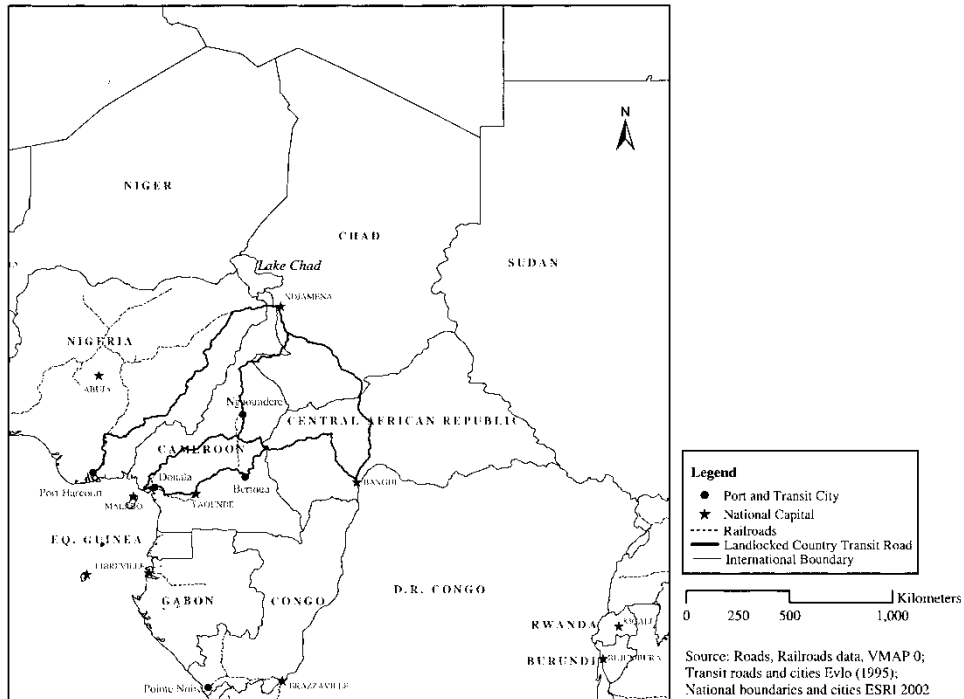 N
NIGER
CHAD
SUDAN
Lake Chad
NDJAMENA
NIGERIA
ABUJA
Ngaoundere
CENTRAL AFRICAN REPUBLIC
CAMEROON
Douala
Bertoua
BANGUI
Port Harcourt
MALABO
YAOUNDE
EQ. GUINEA
LIBREVILLE
GABON
CONGO
D.R. CONGO
RWANDA
KIGALI
BURUNDI
BUJUMBURA
Pointe Noire
BRAZZAVILLE
Legend
Port and Transit City
National Capital
Railroads
Landlocked Country Transit Road
International Boundary
Kilometers
0 250 500 1,000
Source: Roads, Railroads data, VMAP 0;
Transit roads and cities Evlo (1995);
National boundaries and cities ESRI 2002